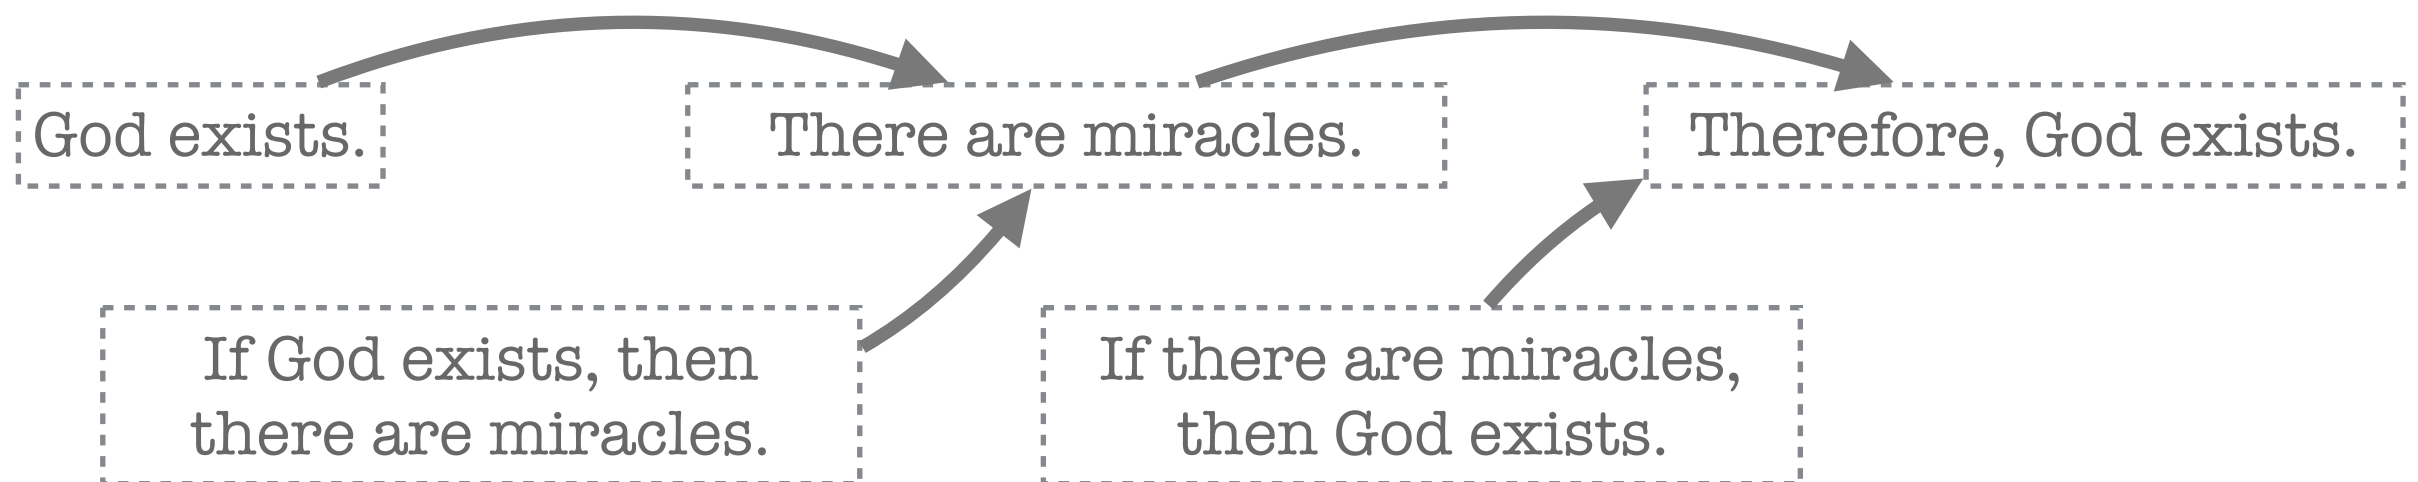 God exists.
There are miracles.
Therefore, God exists.
If God exists, then
there are miracles.
If there are miracles,
then God exists.